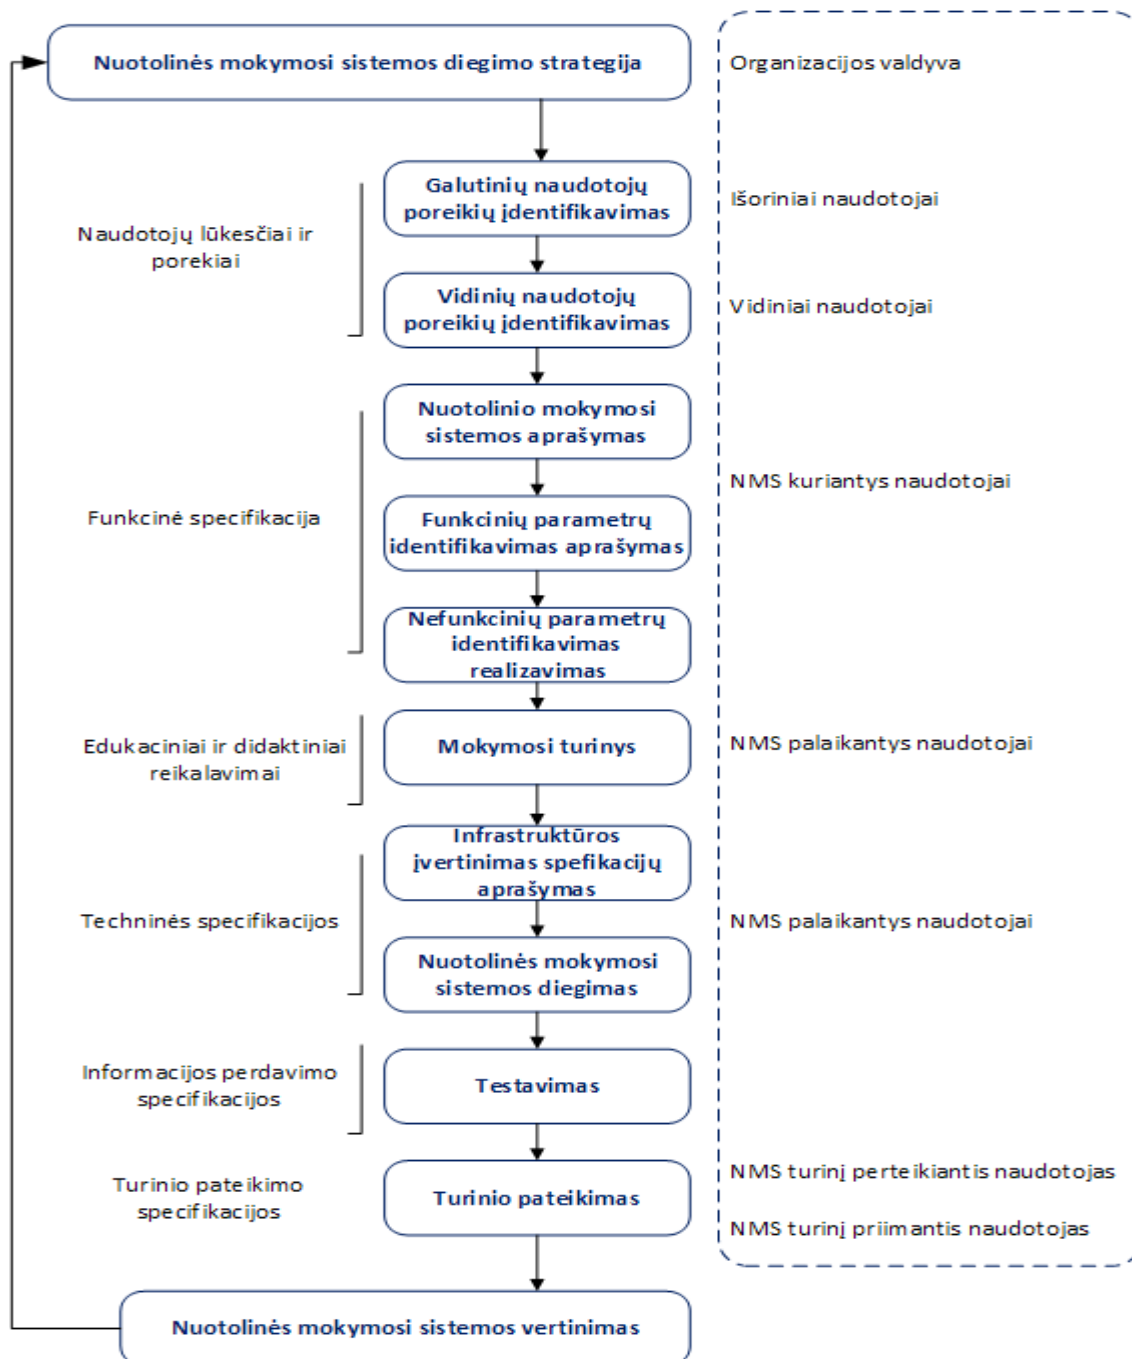 Nuotolinės mokymosi sistemos diegimo strategija
Organizacijos valdyva
Galutinių naudotojų
poreikių įdentifikavimas
Išoriniai naudotojai
Naudotojų lūkesčiai ir
porekiai
Vidinių naudotojų
poreikių įdentifikavimas
Vidiniai naudotojai
Nuotolinio mokymosi
sistemos aprašymas
NMS kuriantys naudotojai
Funkcinė specifikacija
Funkcinių parametrų
identifikavimas aprašymas
Nefunkcinių parametrų
identifikavimas
realizavimas
Edukaciniai ir didaktiniai
reikalavimai
Mokymosi turinys
NMS palaikantys naudotojai
Infrastruktūros
įvertinimas spefikacijų
aprašymas
Techninės specifikacijos
NMS palaikantys naudotojai
Nuotolinės mokymosi
sistemos diegimas
Informacijos perdavimo
specifikacijos
Testavimas
Turinio pateikimo
specifikacijos
Turinio pateikimas
NMS turinį perteikiantis naudotojas
NMS turinį priimantis naudotojas
Nuotolinės mokymosi sistemos vertinimas